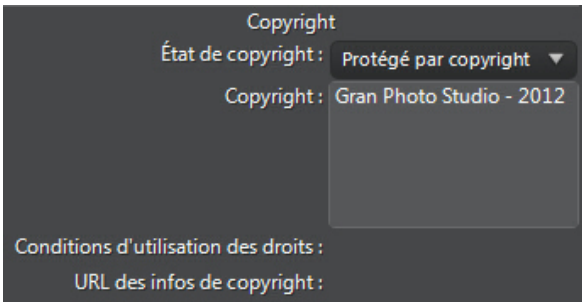 Copyright
État de copyright : Protégé par copyright
Copyright : Gran Photo Studio - 2012
Conditions d'utilisation des droits :
URL des infos de copyright :